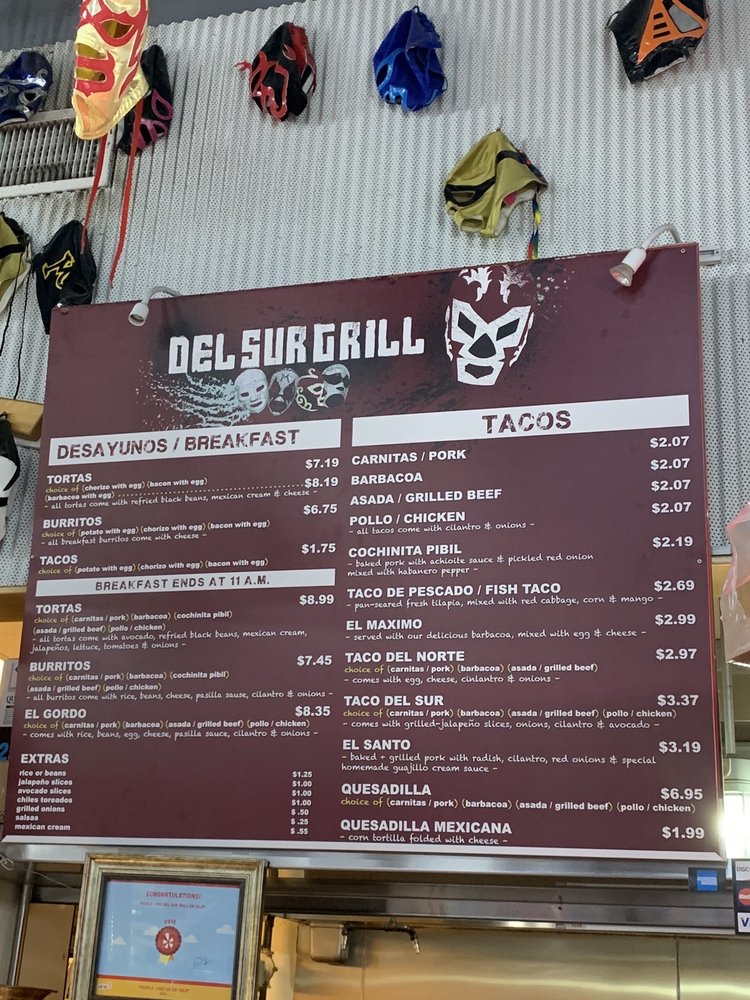 DEL SUR GRILL
DESAYUNOS / BREAKFAST
TORTAS $7.19
choice of (chorizo with egg) (bacon with egg)
(barbacoa with egg) $8.19
- all tortas come with refried black beans, mexican cream & cheese -
BURRITOS $6.75
choice of (potato with egg) (chorizo with egg) (bacon with egg)
- all breakfast burritos come with cheese -
TACOS $1.75
choice of (potato with egg) (chorizo with egg) (bacon with egg)
BREAKFAST ENDS AT 11 A.M.
TORTAS $8.99
choice of (carnitas / pork) (barbacoa) (cochinita pibil)
(asada / grilled beef) (pollo / chicken)
- all tortas come with avocado, refried black beans, mexican cream,
jalapeños, lettuce, tomatoes & onions -
BURRITOS $7.45
choice of (carnitas / pork) (barbacoa) (cochinita pibil)
(asada / grilled beef) (pollo / chicken)
- all burritos come with rice, beans, cheese, pasilla sauce, cilantro & onions -
EL GORDO $8.35
choice of (carnitas / pork) (barbacoa) (asada / grilled beef) (pollo / chicken)
- comes with rice, beans, egg, cheese, pasilla sauce, cilantro & onions -
EXTRAS
rice or beans $1.25
jalapeño slices $1.00
avocado slices $1.00
chiles toreados $1.00
grilled onions $ .50
salsas $ .25
mexican cream $ .55
TACOS
CARNITAS / PORK $2.07
BARBACOA $2.07
ASADA / GRILLED BEEF $2.07
POLLO / CHICKEN $2.07
- all tacos come with cilantro & onions -
COCHINITA PIBIL $2.19
- baked pork with achioite sauce & pickled red onion
mixed with habanero pepper -
TACO DE PESCADO / FISH TACO $2.69
- pan-seared fresh tilapia, mixed with red cabbage, corn & mango -
EL MAXIMO $2.99
- served with our delicious barbacoa, mixed with egg & cheese -
TACO DEL NORTE $2.97
choice of (carnitas / pork) (barbacoa) (asada / grilled beef)
- comes with egg, cheese, cinlantro & onions -
TACO DEL SUR $3.37
choice of (carnitas / pork) (barbacoa) (asada / grilled beef) (pollo / chicken)
- comes with grilled-jalapeño slices, onions, cilantro & avocado -
EL SANTO $3.19
- baked + grilled pork with radish, cilantro, red onions & special
homemade guajillo cream sauce -
QUESADILLA $6.95
choice of (carnitas / pork) (barbacoa) (asada / grilled beef) (pollo / chicken)
QUESADILLA MEXICANA $1.99
- corn tortilla folded with cheese -
CONGRATULATIONS!
PEOPLE LOVE DEL SUR GRILL ON YELP.
"PEOPLE LOVE US ON YELP"